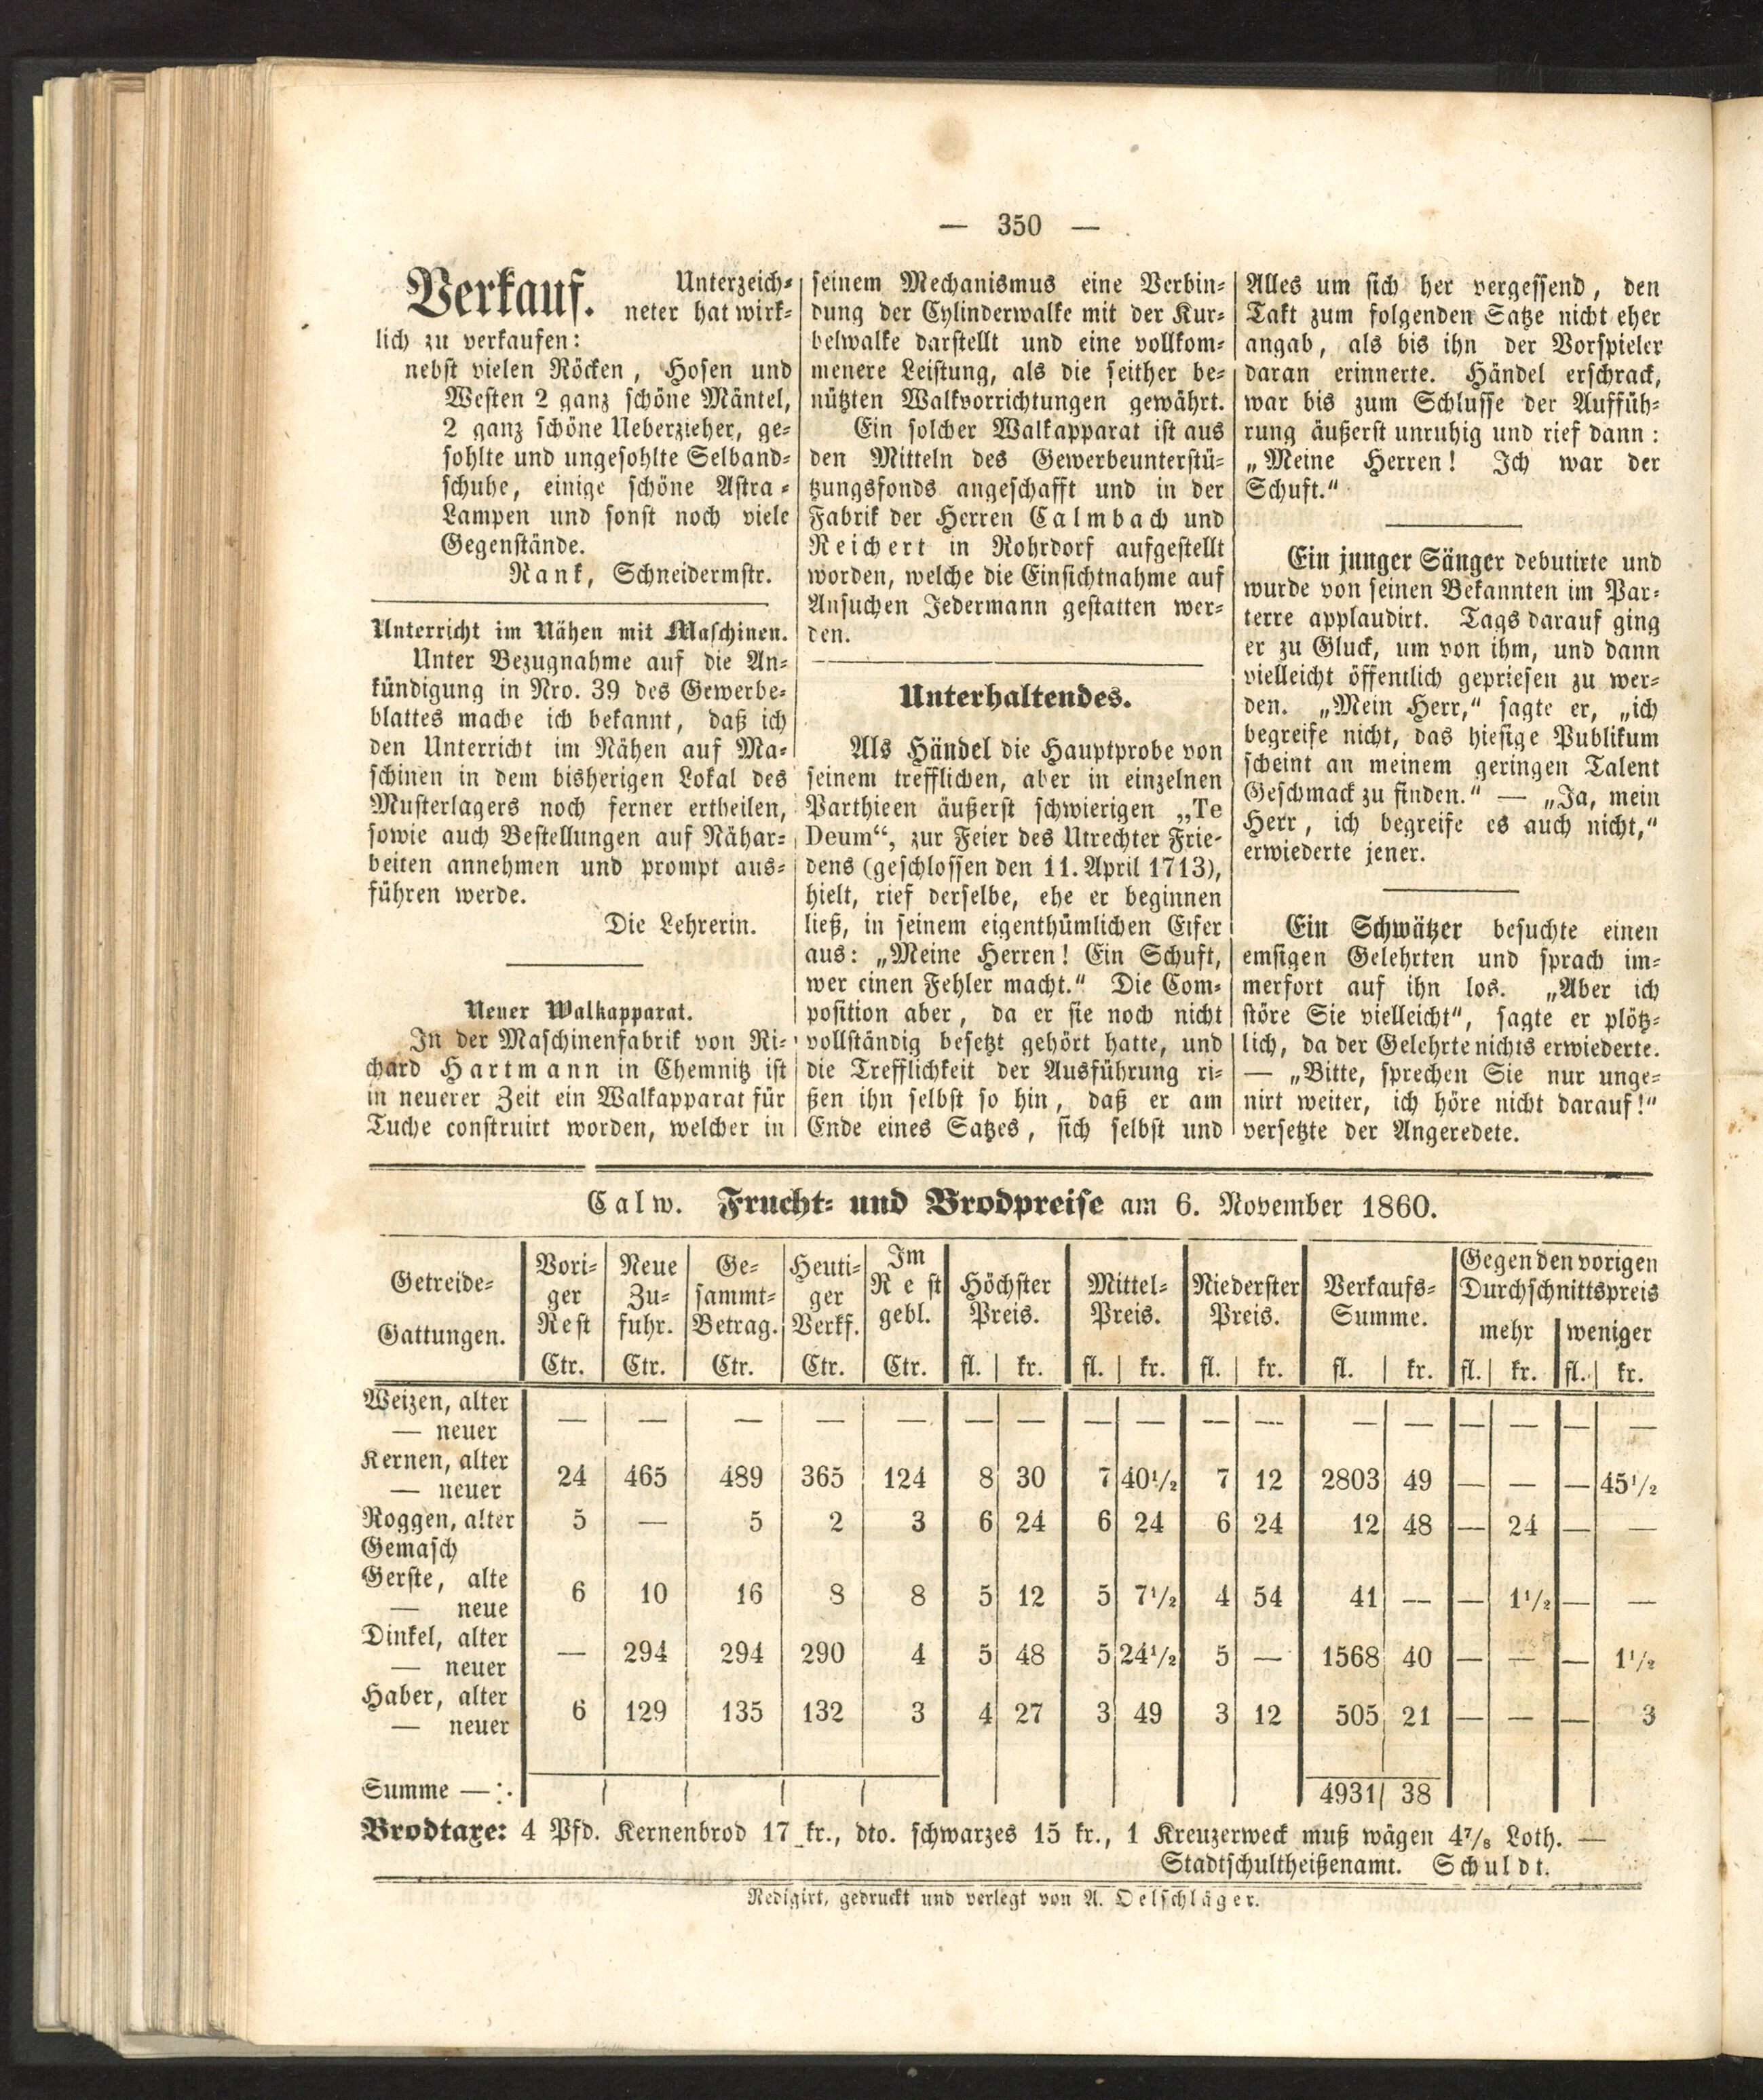 — 350 —
Verkauf. Unterzeich-
neter hat wirk-
lich zu verkaufen:
nebst vielen Röcken, Hosen und
Westen 2 ganz schöne Mäntel,
2 ganz schöne Ueberzieher, ge-
sohlte und ungesohlte Selband-
schuhe, einige schöne Astra-
Lampen und sonst noch viele
Gegenstände.
Rank, Schneidermstr.
Unterricht im Nähen mit Maschinen.
Unter Bezugnahme auf die An-
kündigung in Nro. 39 des Gewerbe-
blattes mache ich bekannt, daß ich
den Unterricht im Nähen auf Ma-
schinen in dem bisherigen Lokal des
Musterlagers noch ferner ertheilen,
sowie auch Bestellungen auf Nähar-
beiten annehmen und prompt aus-
führen werde.
Die Lehrerin.
Neuer Walkapparat.
In der Maschinenfabrik von Ri-
chard Hartmann in Chemnitz ist
in neuerer Zeit ein Walkapparat für
Tuche construirt worden, welcher in
seinem Mechanismus eine Verbin-
dung der Cylinderwalke mit der Kur-
belwalke darstellt und eine vollkom-
menere Leistung, als die seither be-
nützten Walkvorrichtungen gewährt.
Ein solcher Walkapparat ist aus
den Mitteln des Gewerbeunterstü-
tzungsfonds angeschafft und in der
Fabrik der Herren Calmbach und
Reichert in Rohrdorf aufgestellt
worden, welche die Einsichtnahme auf
Ansuchen Jedermann gestatten wer-
den.
Unterhaltendes.
Als Händel die Hauptprobe von
seinem trefflichen, aber in einzelnen
Parthieen äußerst schwierigen „Te
Deum“, zur Feier des Utrechter Frie-
dens (geschlossen den 11. April 1713),
hielt, rief derselbe, ehe er beginnen
ließ, in seinem eigenthümlichen Eifer
aus: „Meine Herren! Ein Schuft,
wer einen Fehler macht.“ Die Com-
position aber, da er sie noch nicht
vollständig besetzt gehört hatte, und
die Trefflichkeit der Ausführung ri-
ßen ihn selbst so hin, daß er am
Ende eines Satzes, sich selbst und
Alles um sich her vergessend, den
Takt zum folgenden Satze nicht eher
angab, als bis ihn der Vorspieler
daran erinnerte. Händel erschrack,
war bis zum Schlusse der Auffüh-
rung äußerst unruhig und rief dann:
„Meine Herren! Ich war der
Schuft.“
Ein junger Sänger debutirte und
wurde von seinen Bekannten im Par-
terre applaudirt. Tags darauf ging
er zu Gluck, um von ihm, und dann
vielleicht öffentlich gepriesen zu wer-
den. „Mein Herr,“ sagte er, „ich
begreife nicht, das hiesige Publikum
scheint an meinem geringen Talent
Geschmack zu finden.“ — „Ja, mein
Herr, ich begreife es auch nicht,“
erwiederte jener.
Ein Schwätzer besuchte einen
emsigen Gelehrten und sprach im-
merfort auf ihn los. „Aber ich
störe Sie vielleicht“, sagte er plötz-
lich, da der Gelehrte nichts erwiederte.
— „Bitte, sprechen Sie nur unge-
nirt weiter, ich höre nicht darauf!“
versetzte der Angeredete.
Calw. Frucht- und Brodpreise am 6. November 1860.
Getreide-Gattungen. | Voriger Rest | Neue Zufuhr. | Gesammt-Betrag. | Heutiger Verkf. | Im Rest gebl. | Höchster Preis. | Mittel-Preis. | Niederster Preis. | Verkaufs-Summe. | Gegen den vorigen Durchschnittspreis mehr | weniger
Ctr. | Ctr. | Ctr. | Ctr. | Ctr. | fl. | kr. | fl. | kr. | fl. | kr. | fl. | kr. | fl. | kr. | fl. | kr.
Weizen, alter
— neuer — — — — — — — — — — — — — — — — —
Kernen, alter
— neuer 24 465 489 365 124 8 30 7 40½ 7 12 2803 49 — — — 45½
Roggen, alter 5 — 5 2 3 6 24 6 24 6 24 12 48 — 24 — —
Gemasch
Gerste, alte
— neue 6 10 16 8 8 5 12 5 7½ 4 54 41 — — 1½ — —
Dinkel, alter
— neuer — 294 294 290 4 5 48 5 24½ 5 — 1568 40 — — — 1½
Haber, alter
— neuer 6 129 135 132 3 4 27 3 49 3 12 505 21 — — — 3
Summe —:· 4931 38
Brodtaxe: 4 Pfd. Kernenbrod 17 kr., dto. schwarzes 15 kr., 1 Kreuzerweck muß wägen 4⅞ Loth. —
Stadtschultheißenamt. Schuldt.
Redigirt, gedruckt und verlegt von A. Oelschläger.